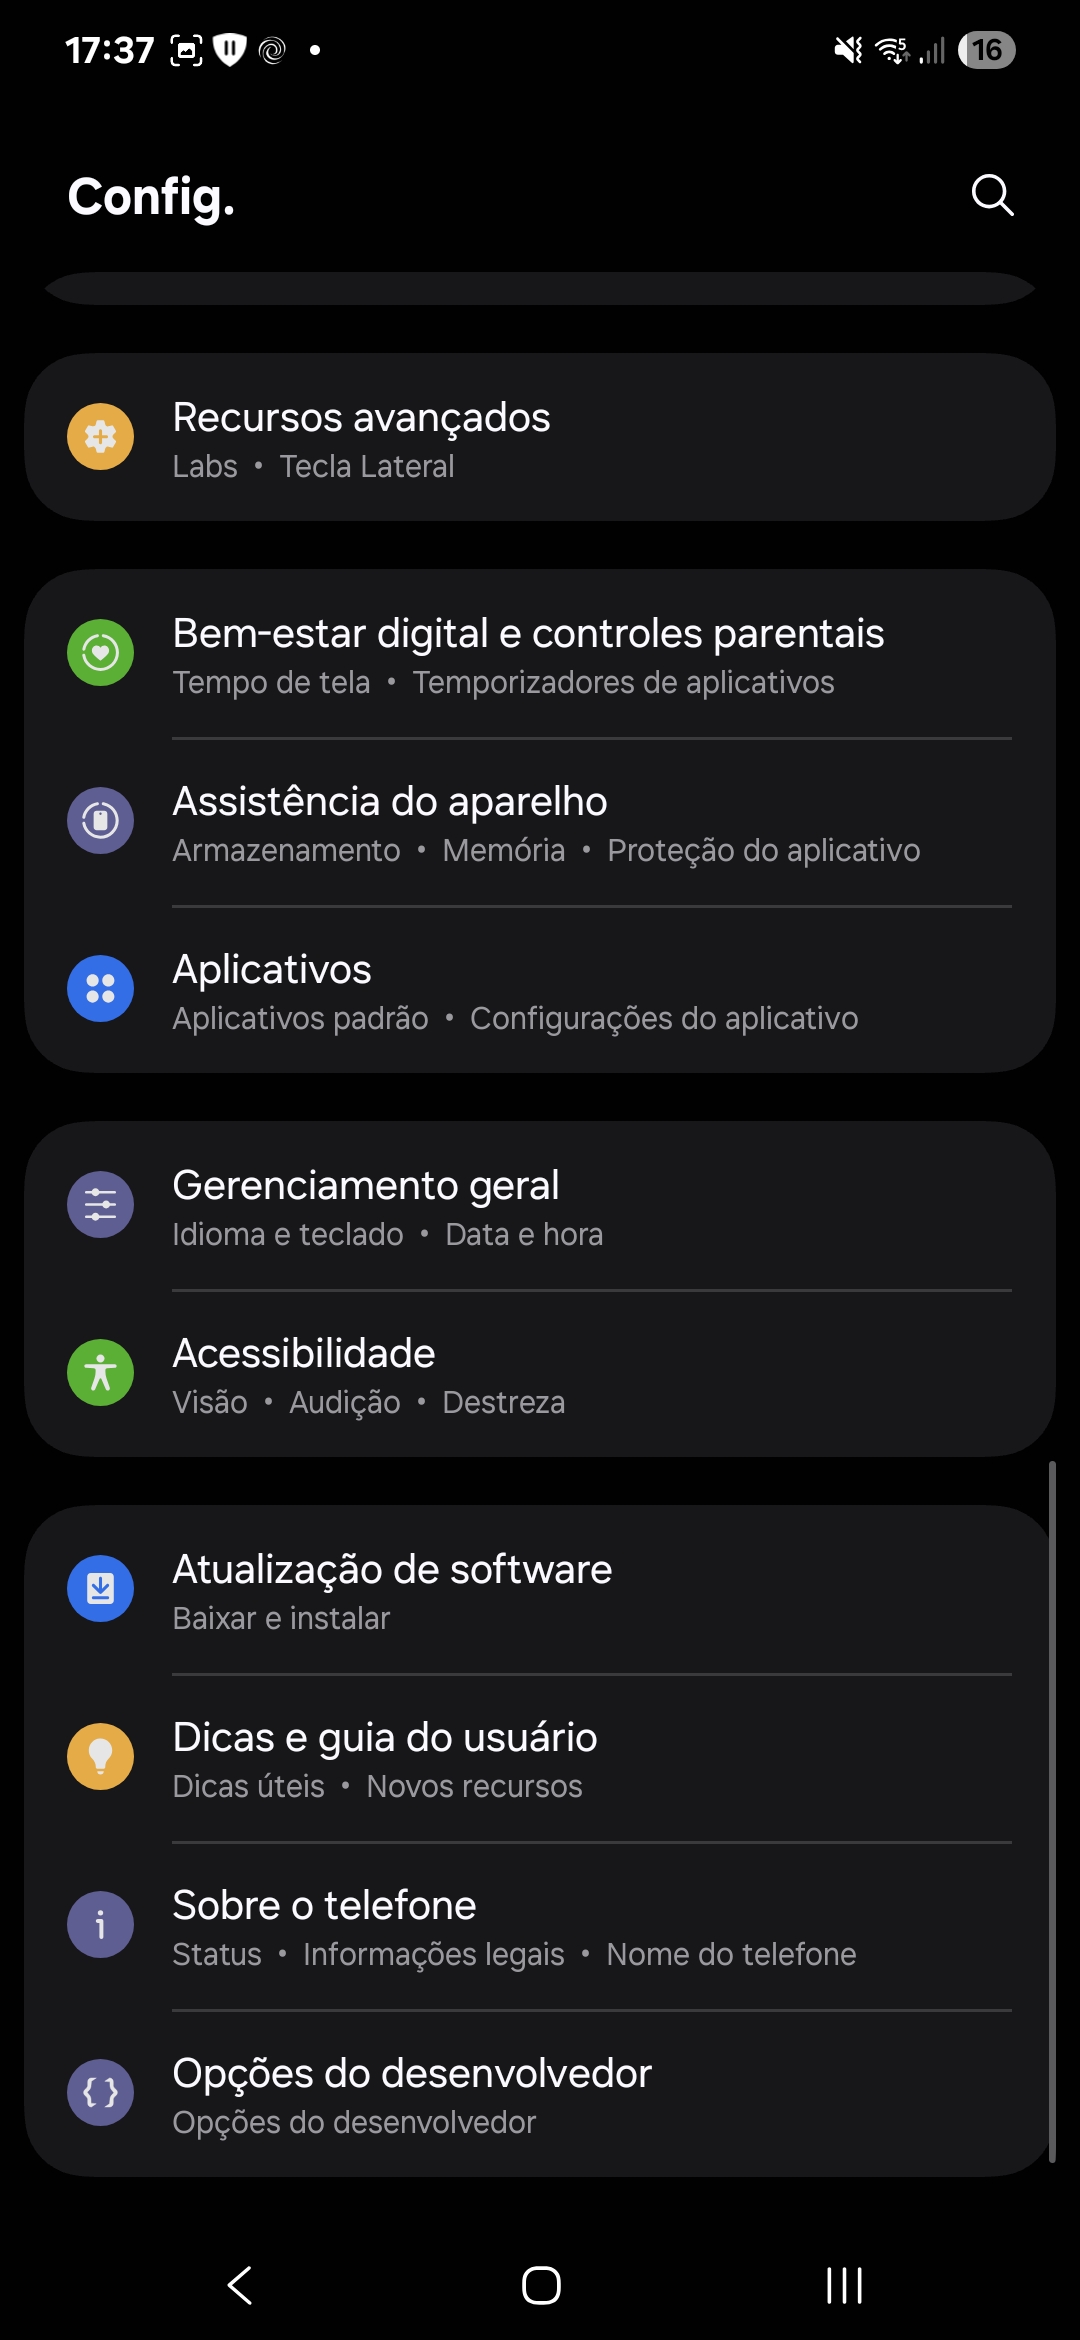 17:37
5
16
Config.
Recursos avançados
Labs • Tecla Lateral
Bem-estar digital e controles parentais
Tempo de tela • Temporizadores de aplicativos
Assistência do aparelho
Armazenamento • Memória • Proteção do aplicativo
Aplicativos
Aplicativos padrão • Configurações do aplicativo
Gerenciamento geral
Idioma e teclado • Data e hora
Acessibilidade
Visão • Audição • Destreza
Atualização de software
Baixar e instalar
Dicas e guia do usuário
Dicas úteis • Novos recursos
Sobre o telefone
Status • Informações legais • Nome do telefone
Opções do desenvolvedor
Opções do desenvolvedor